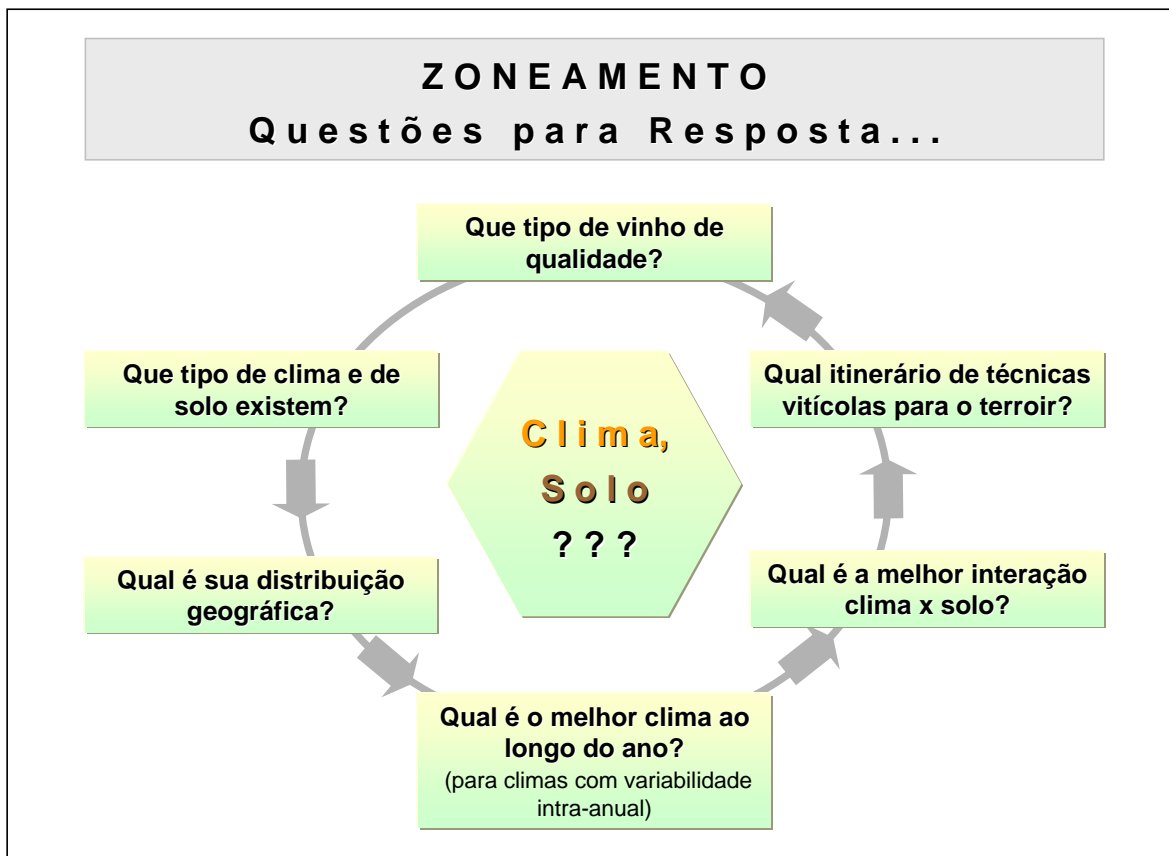 ZONEAMENTO
Questões para Resposta...
Que tipo de vinho de
qualidade?
Que tipo de clima e de
solo existem?
Qual itinerário de técnicas
vitícolas para o terroir?
Clima,
Solo
???
Qual é sua distribuição
geográfica?
Qual é a melhor interação
clima x solo?
Qual é o melhor clima ao
longo do ano?
(para climas com variabilidade
intra-anual)